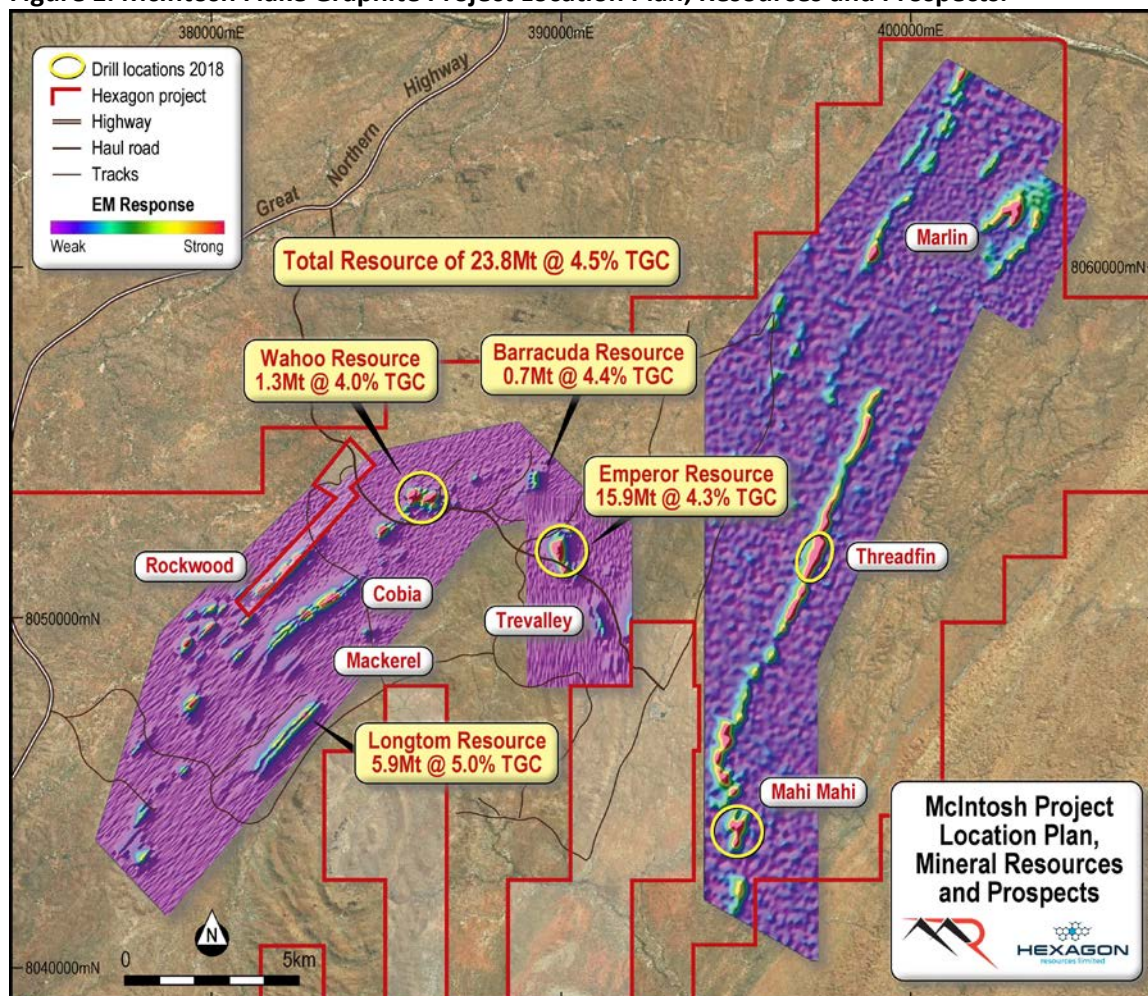 380000mE
390000mE
400000mE
Drill locations 2018
Hexagon project
Highway
Haul road
Tracks
EM Response
Weak
Strong
Great Northern Highway
Total Resource of 23.8Mt @ 4.5% TGC
Marlin
8060000mN
Wahoo Resource
1.3Mt @ 4.0% TGC
Barracuda Resource
0.7Mt @ 4.4% TGC
Emperor Resource
15.9Mt @ 4.3% TGC
Rockwood
Threadfin
Cobia
8050000mN
Trevalley
Mackerel
Longtom Resource
5.9Mt @ 5.0% TGC
Mahi Mahi
McIntosh Project
Location Plan,
Mineral Resources
and Prospects
N
0
5km
HEXAGON
resources limited
8040000mN